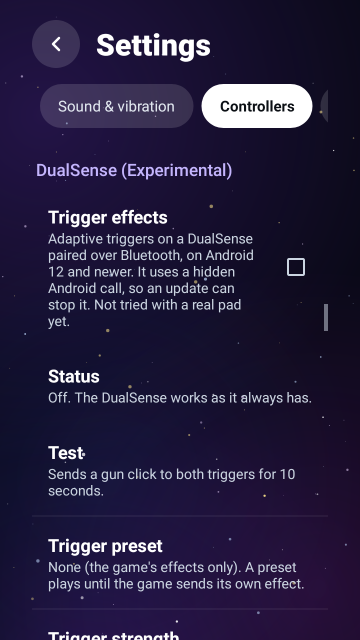 Settings
Sound & vibration
Controllers
DualSense (Experimental)
Trigger effects
Adaptive triggers on a DualSense
paired over Bluetooth, on Android
12 and newer. It uses a hidden
Android call, so an update can
stop it. Not tried with a real pad
yet.
Status
Off. The DualSense works as it always has.
Test
Sends a gun click to both triggers for 10
seconds.
Trigger preset
None (the game's effects only). A preset
plays until the game sends its own effect.
Trigger strength